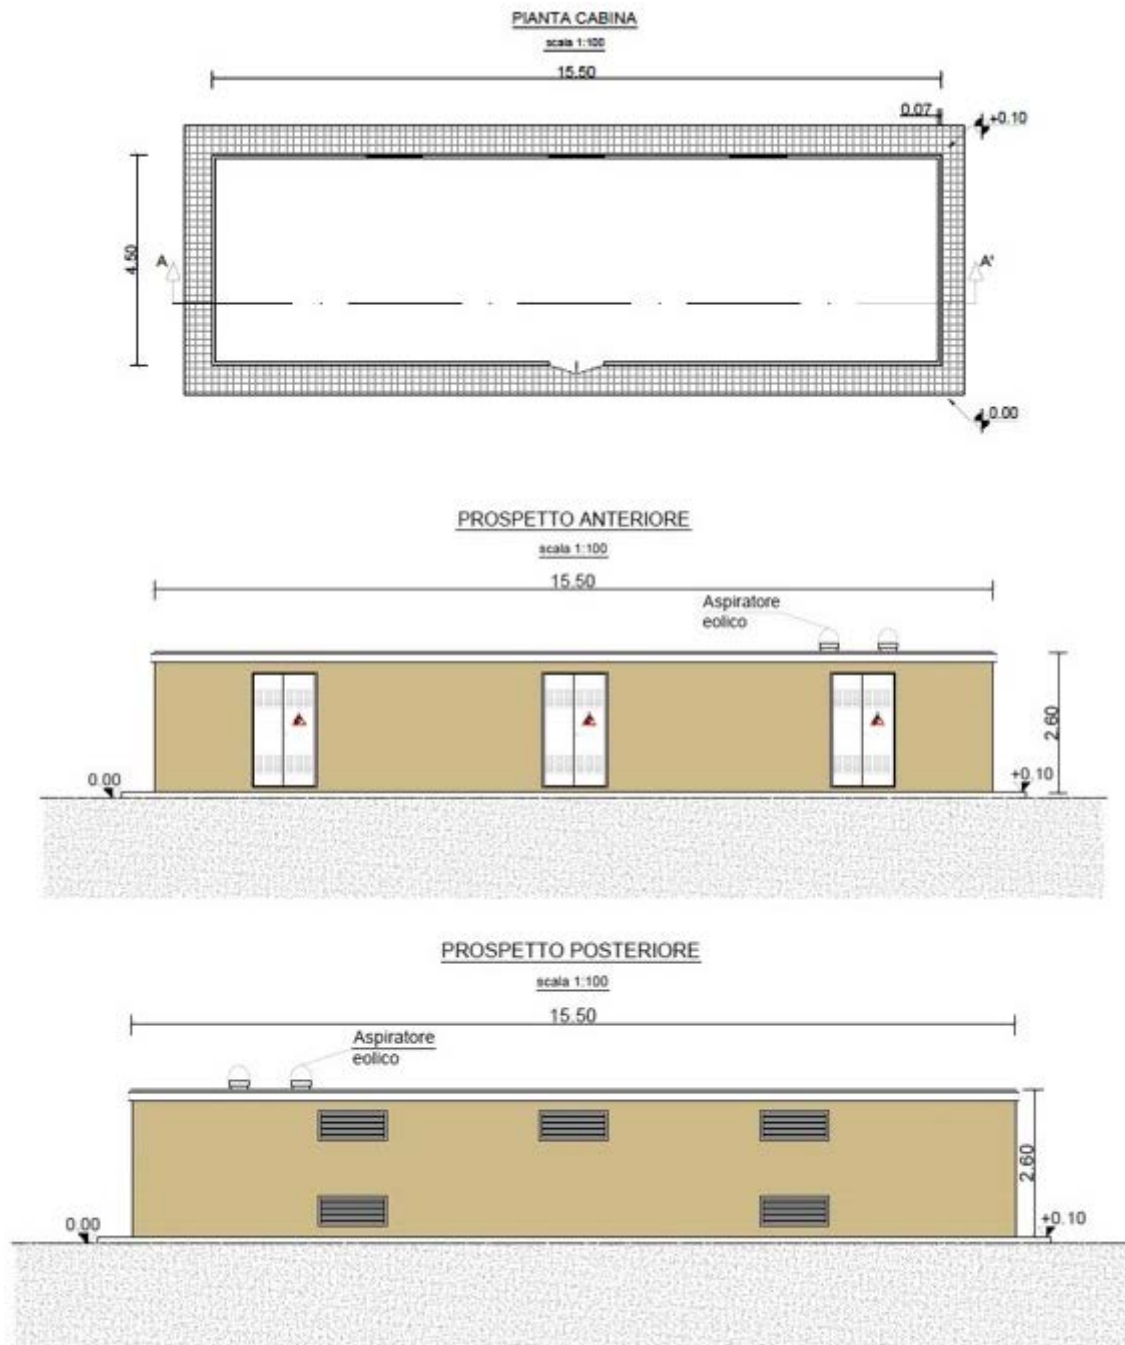 PIANTA CABINA
scala 1:100
15.50
0.07
+0.10
4.50
A
A'
0.00
PROSPETTO ANTERIORE
scala 1:100
15.50
Aspiratore
eolico
2.60
0.00
+0.10
PROSPETTO POSTERIORE
scala 1:100
15.50
Aspiratore
eolico
2.60
0.00
+0.10